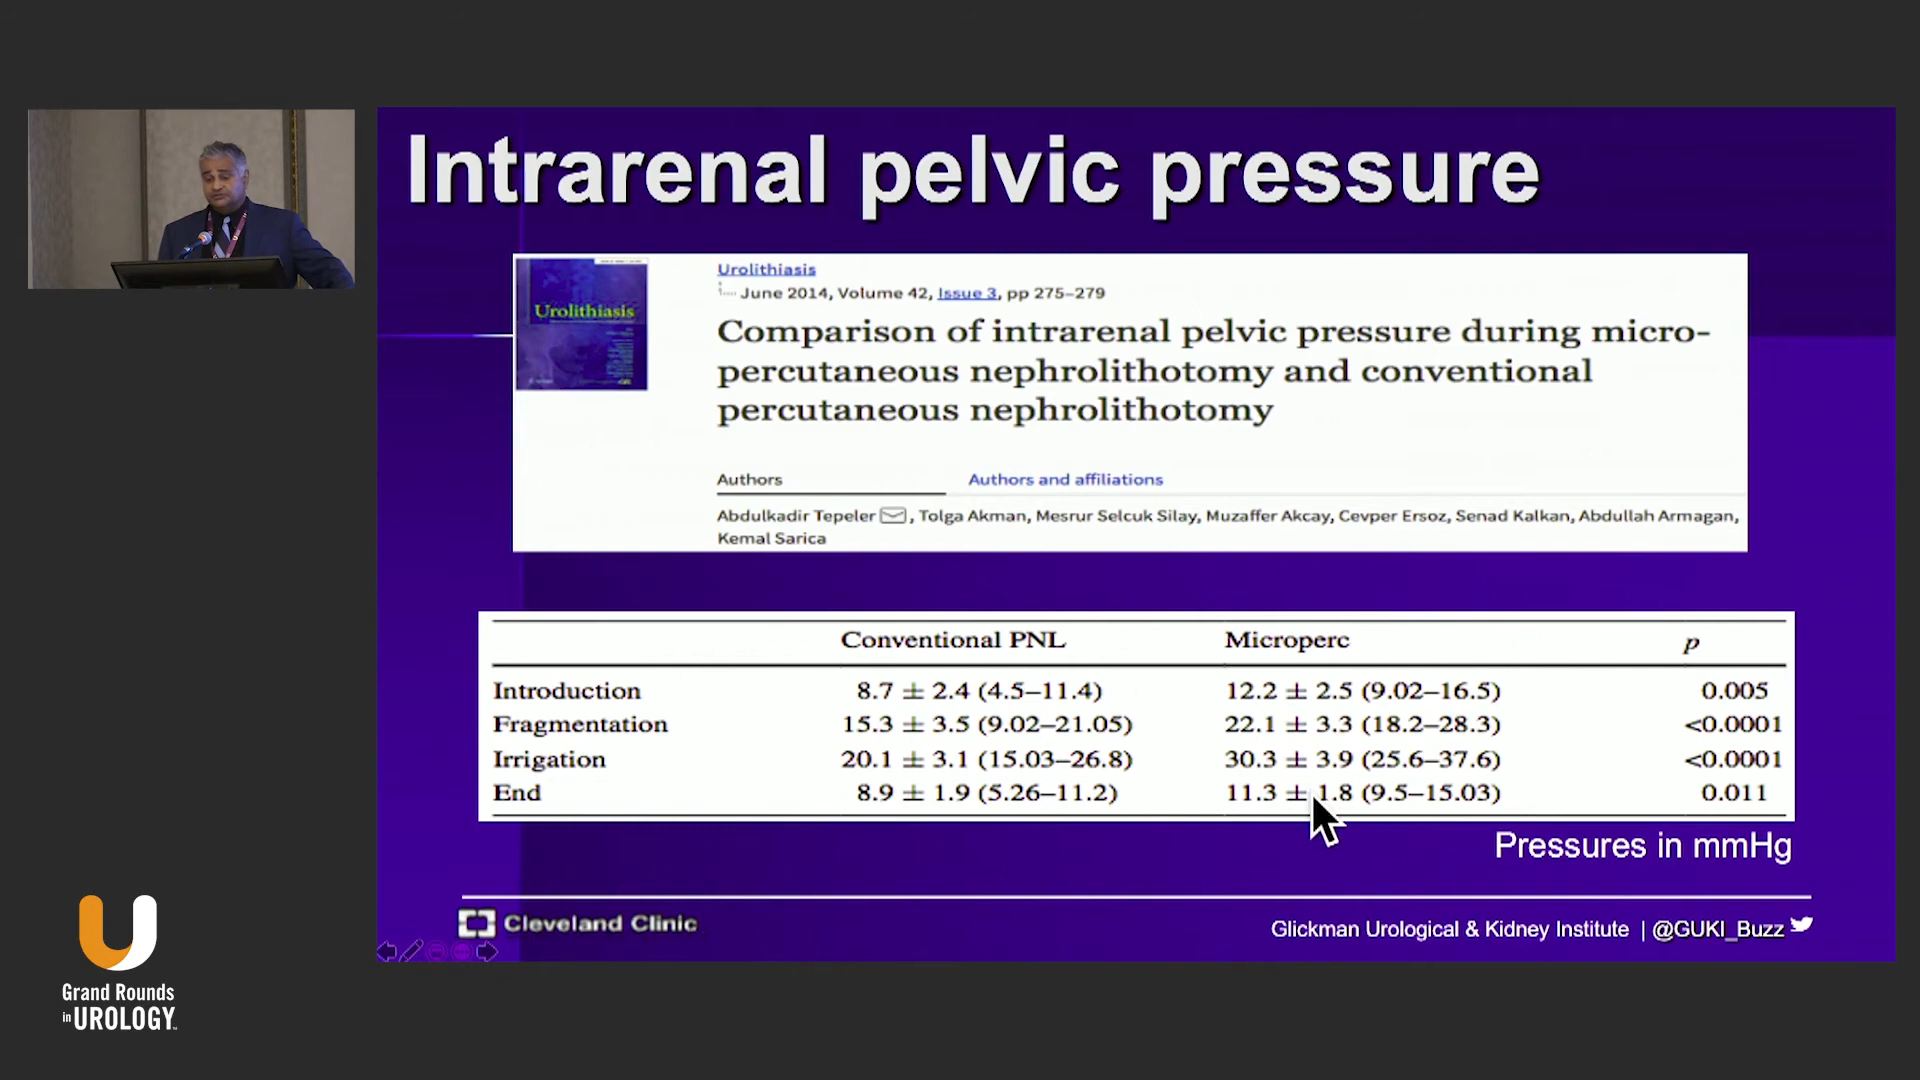 Intrarenal pelvic pressure
Urolithiasis
Urolithiasis
June 2014, Volume 42, Issue 3, pp 275–279
Comparison of intrarenal pelvic pressure during micro-
percutaneous nephrolithotomy and conventional
percutaneous nephrolithotomy
Authors Authors and affiliations
Abdulkadir Tepeler , Tolga Akman, Mesrur Selcuk Silay, Muzaffer Akcay, Cevper Ersoz, Senad Kalkan, Abdullah Armagan,
Kemal Sarica
Conventional PNL Microperc p
Introduction 8.7 ± 2.4 (4.5–11.4) 12.2 ± 2.5 (9.02–16.5) 0.005
Fragmentation 15.3 ± 3.5 (9.02–21.05) 22.1 ± 3.3 (18.2–28.3) <0.0001
Irrigation 20.1 ± 3.1 (15.03–26.8) 30.3 ± 3.9 (25.6–37.6) <0.0001
End 8.9 ± 1.9 (5.26–11.2) 11.3 ± 1.8 (9.5–15.03) 0.011
Pressures in mmHg
Cleveland Clinic
Glickman Urological & Kidney Institute | @GUKI_Buzz
Grand Rounds
in UROLOGY